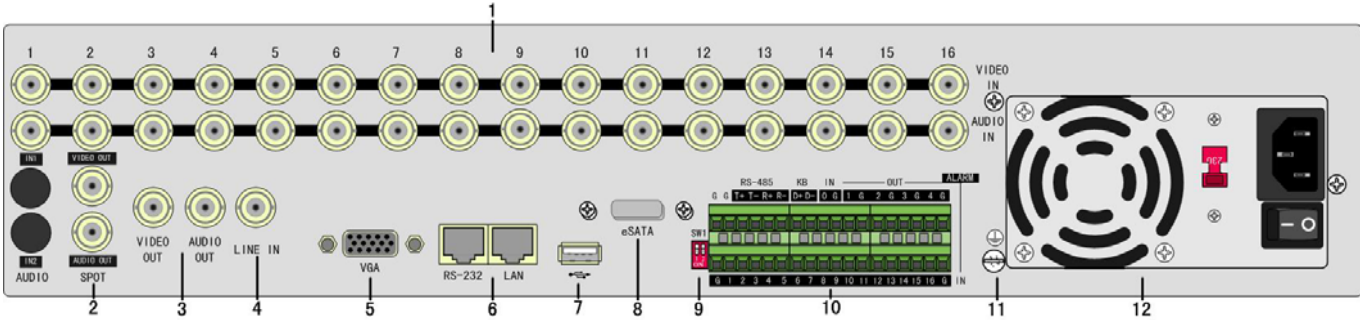 1
1 2 3 4 5 6 7 8 9 10 11 12 13 14 15 16
VIDEO IN
AUDIO IN
IN1
VIDEO OUT
IN2
AUDIO OUT
AUDIO
SPOT
VIDEO OUT
AUDIO OUT
LINE IN
VGA
RS-232
LAN
eSATA
SW1
RS-485 KB IN OUT ALARM
G G T+ T- R+ R- D+ D- O G 1 G 2 G 3 G 4 G
G 1 2 3 4 5 6 7 8 9 10 11 12 13 14 15 16 G IN
230
2 3 4 5 6 7 8 9 10 11 12